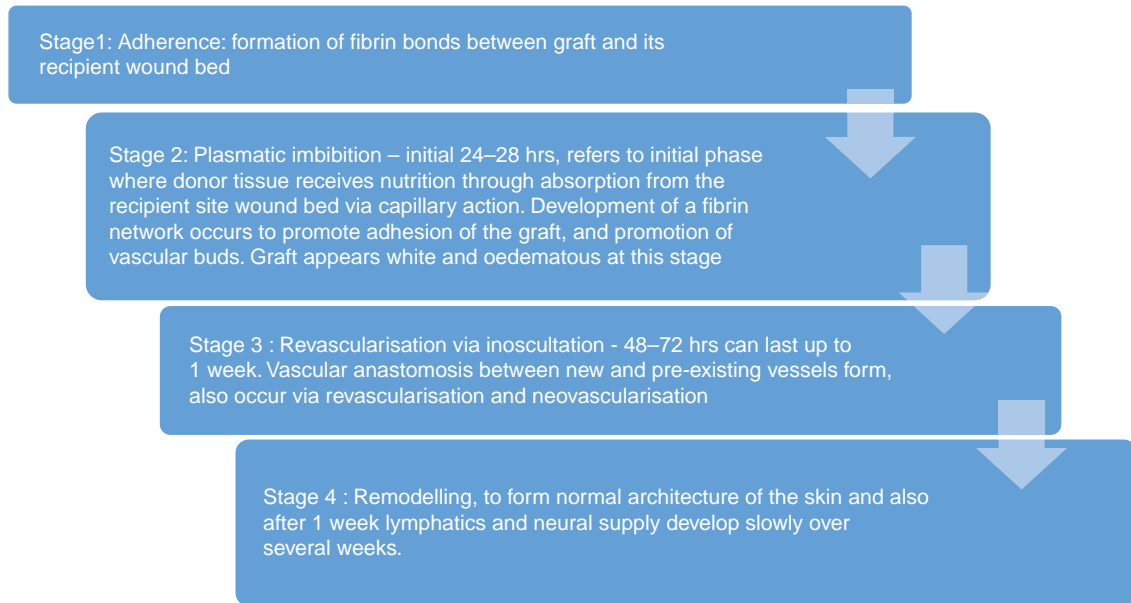 Stage1: Adherence: formation of fibrin bonds between graft and its
recipient wound bed
Stage 2: Plasmatic imbibition – initial 24–28 hrs, refers to initial phase
where donor tissue receives nutrition through absorption from the
recipient site wound bed via capillary action. Development of a fibrin
network occurs to promote adhesion of the graft, and promotion of
vascular buds. Graft appears white and oedematous at this stage
Stage 3 : Revascularisation via inoscultation - 48–72 hrs can last up to
1 week. Vascular anastomosis between new and pre-existing vessels form,
also occur via revascularisation and neovascularisation
Stage 4 : Remodelling, to form normal architecture of the skin and also
after 1 week lymphatics and neural supply develop slowly over
several weeks.